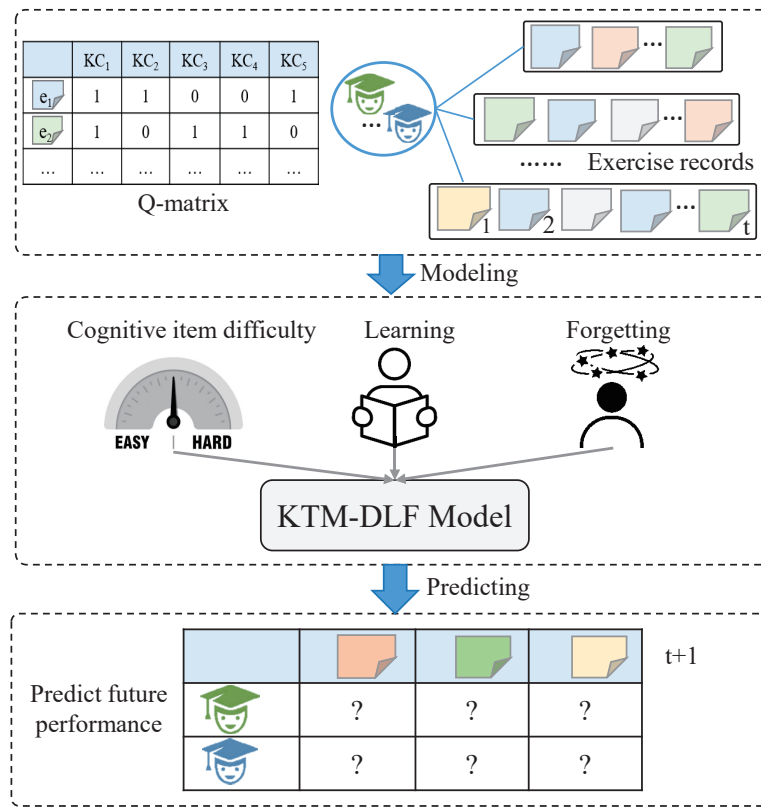 KC1 KC2 KC3 KC4 KC5
e1 1 1 0 0 1
e2 1 0 1 1 0
... ... ... ... ... ...
Q-matrix
...
...
...
...... Exercise records
1 2 ... t
Modeling
Cognitive item difficulty Learning Forgetting
EASY HARD
KTM-DLF Model
Predicting
t+1
Predict future
performance
? ? ?
? ? ?